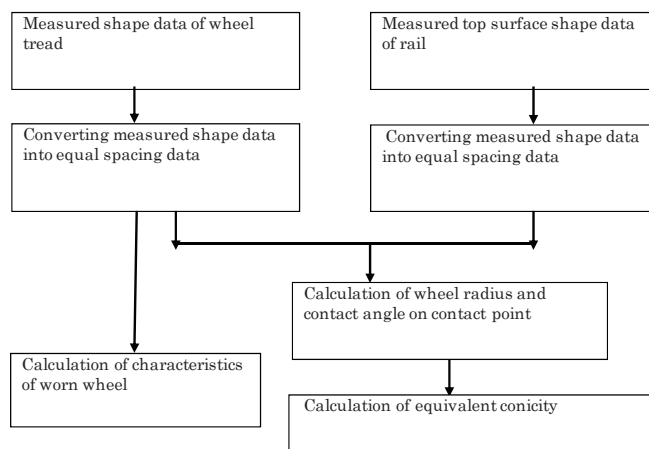 Measured shape data of wheel
tread
Measured top surface shape data
of rail
Converting measured shape data
into equal spacing data
Converting measured shape data
into equal spacing data
Calculation of wheel radius and
contact angle on contact point
Calculation of characteristics
of worn wheel
Calculation of equivalent conicity